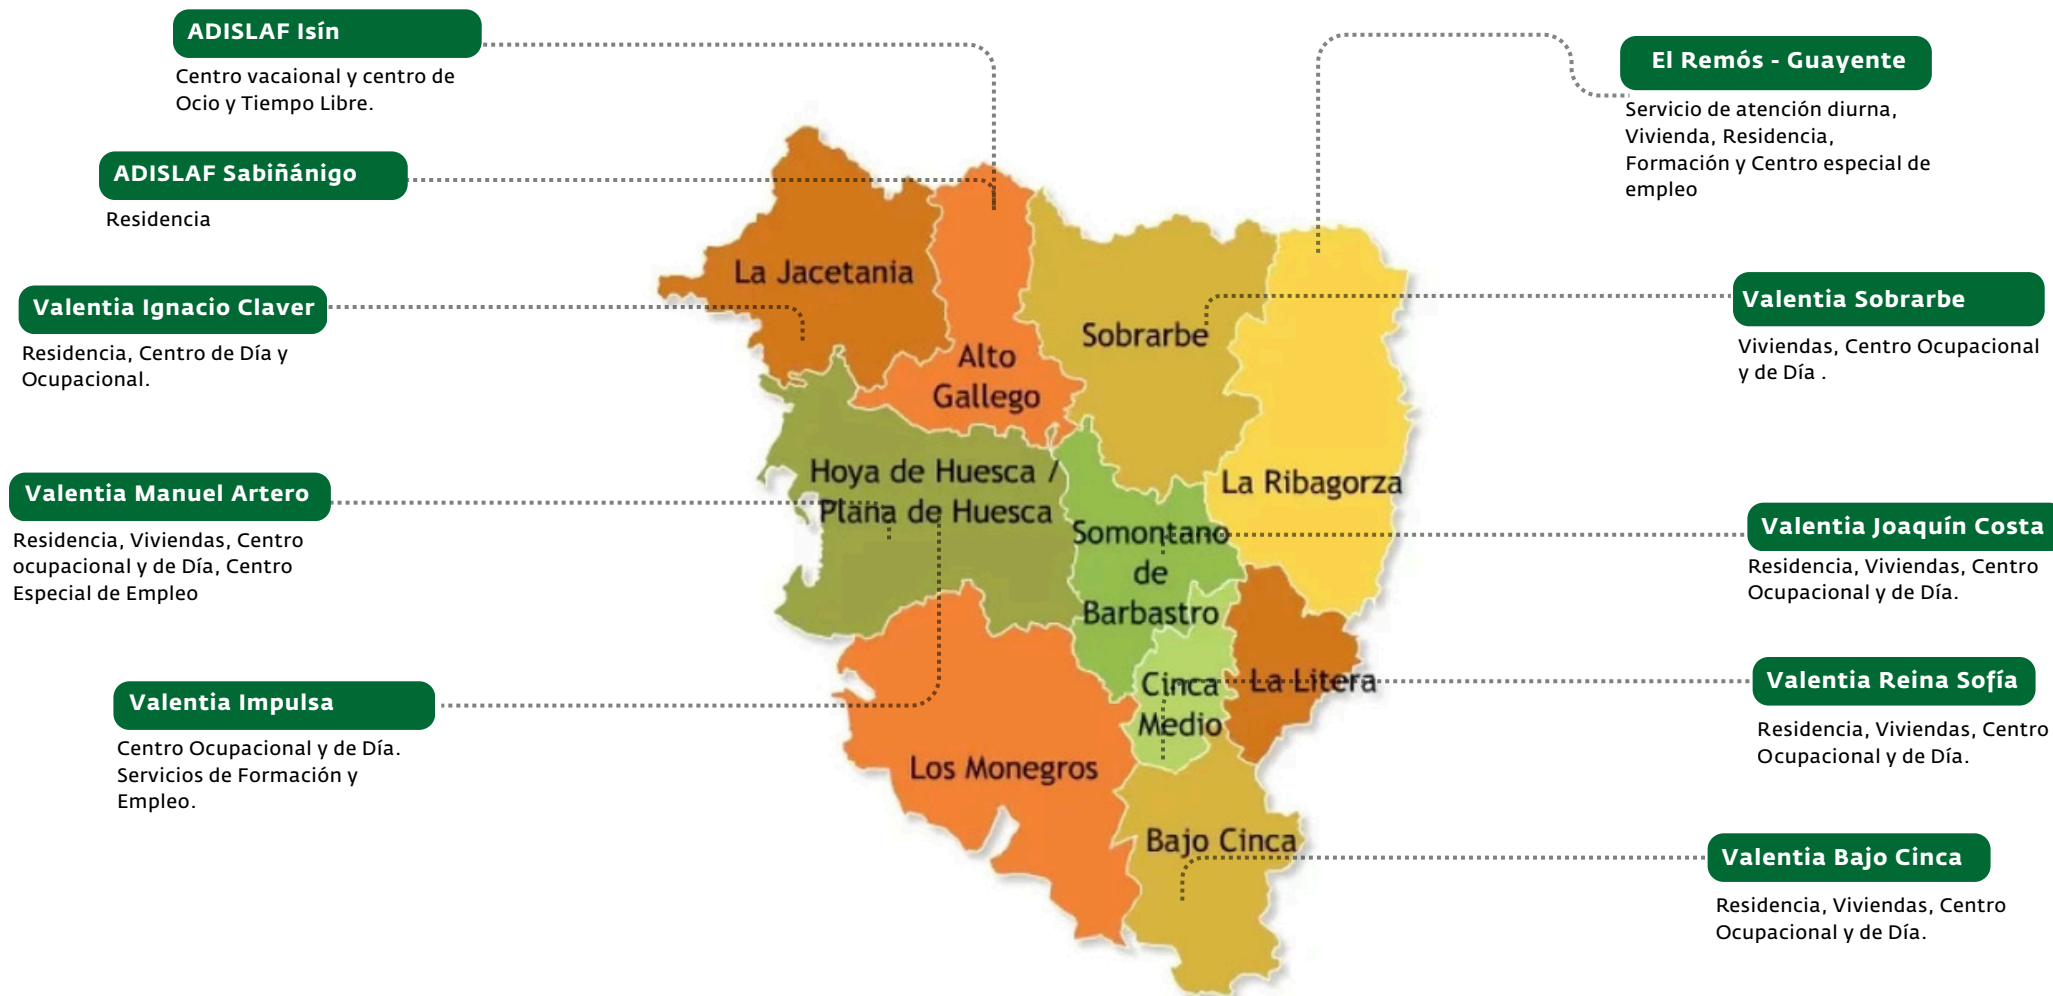 ADISLAF Isín
Centro vacaional y centro de
Ocio y Tiempo Libre.
ADISLAF Sabiñánigo
Residencia
Valentia Ignacio Claver
Residencia, Centro de Día y
Ocupacional.
Valentia Manuel Artero
Residencia, Viviendas, Centro
ocupacional y de Día, Centro
Especial de Empleo
Valentia Impulsa
Centro Ocupacional y de Día.
Servicios de Formación y
Empleo.
La Jacetania
Alto
Gallego
Sobrarbe
La Ribagorza
Hoya de Huesca /
Plana de Huesca
Somontano
de
Barbastro
Cinca
Medio
La Litera
Los Monegros
Bajo Cinca
El Remós - Guayente
Servicio de atención diurna,
Vivienda, Residencia,
Formación y Centro especial de
empleo
Valentia Sobrarbe
Viviendas, Centro Ocupacional
y de Día .
Valentia Joaquín Costa
Residencia, Viviendas, Centro
Ocupacional y de Día.
Valentia Reina Sofía
Residencia, Viviendas, Centro
Ocupacional y de Día.
Valentia Bajo Cinca
Residencia, Viviendas, Centro
Ocupacional y de Día.